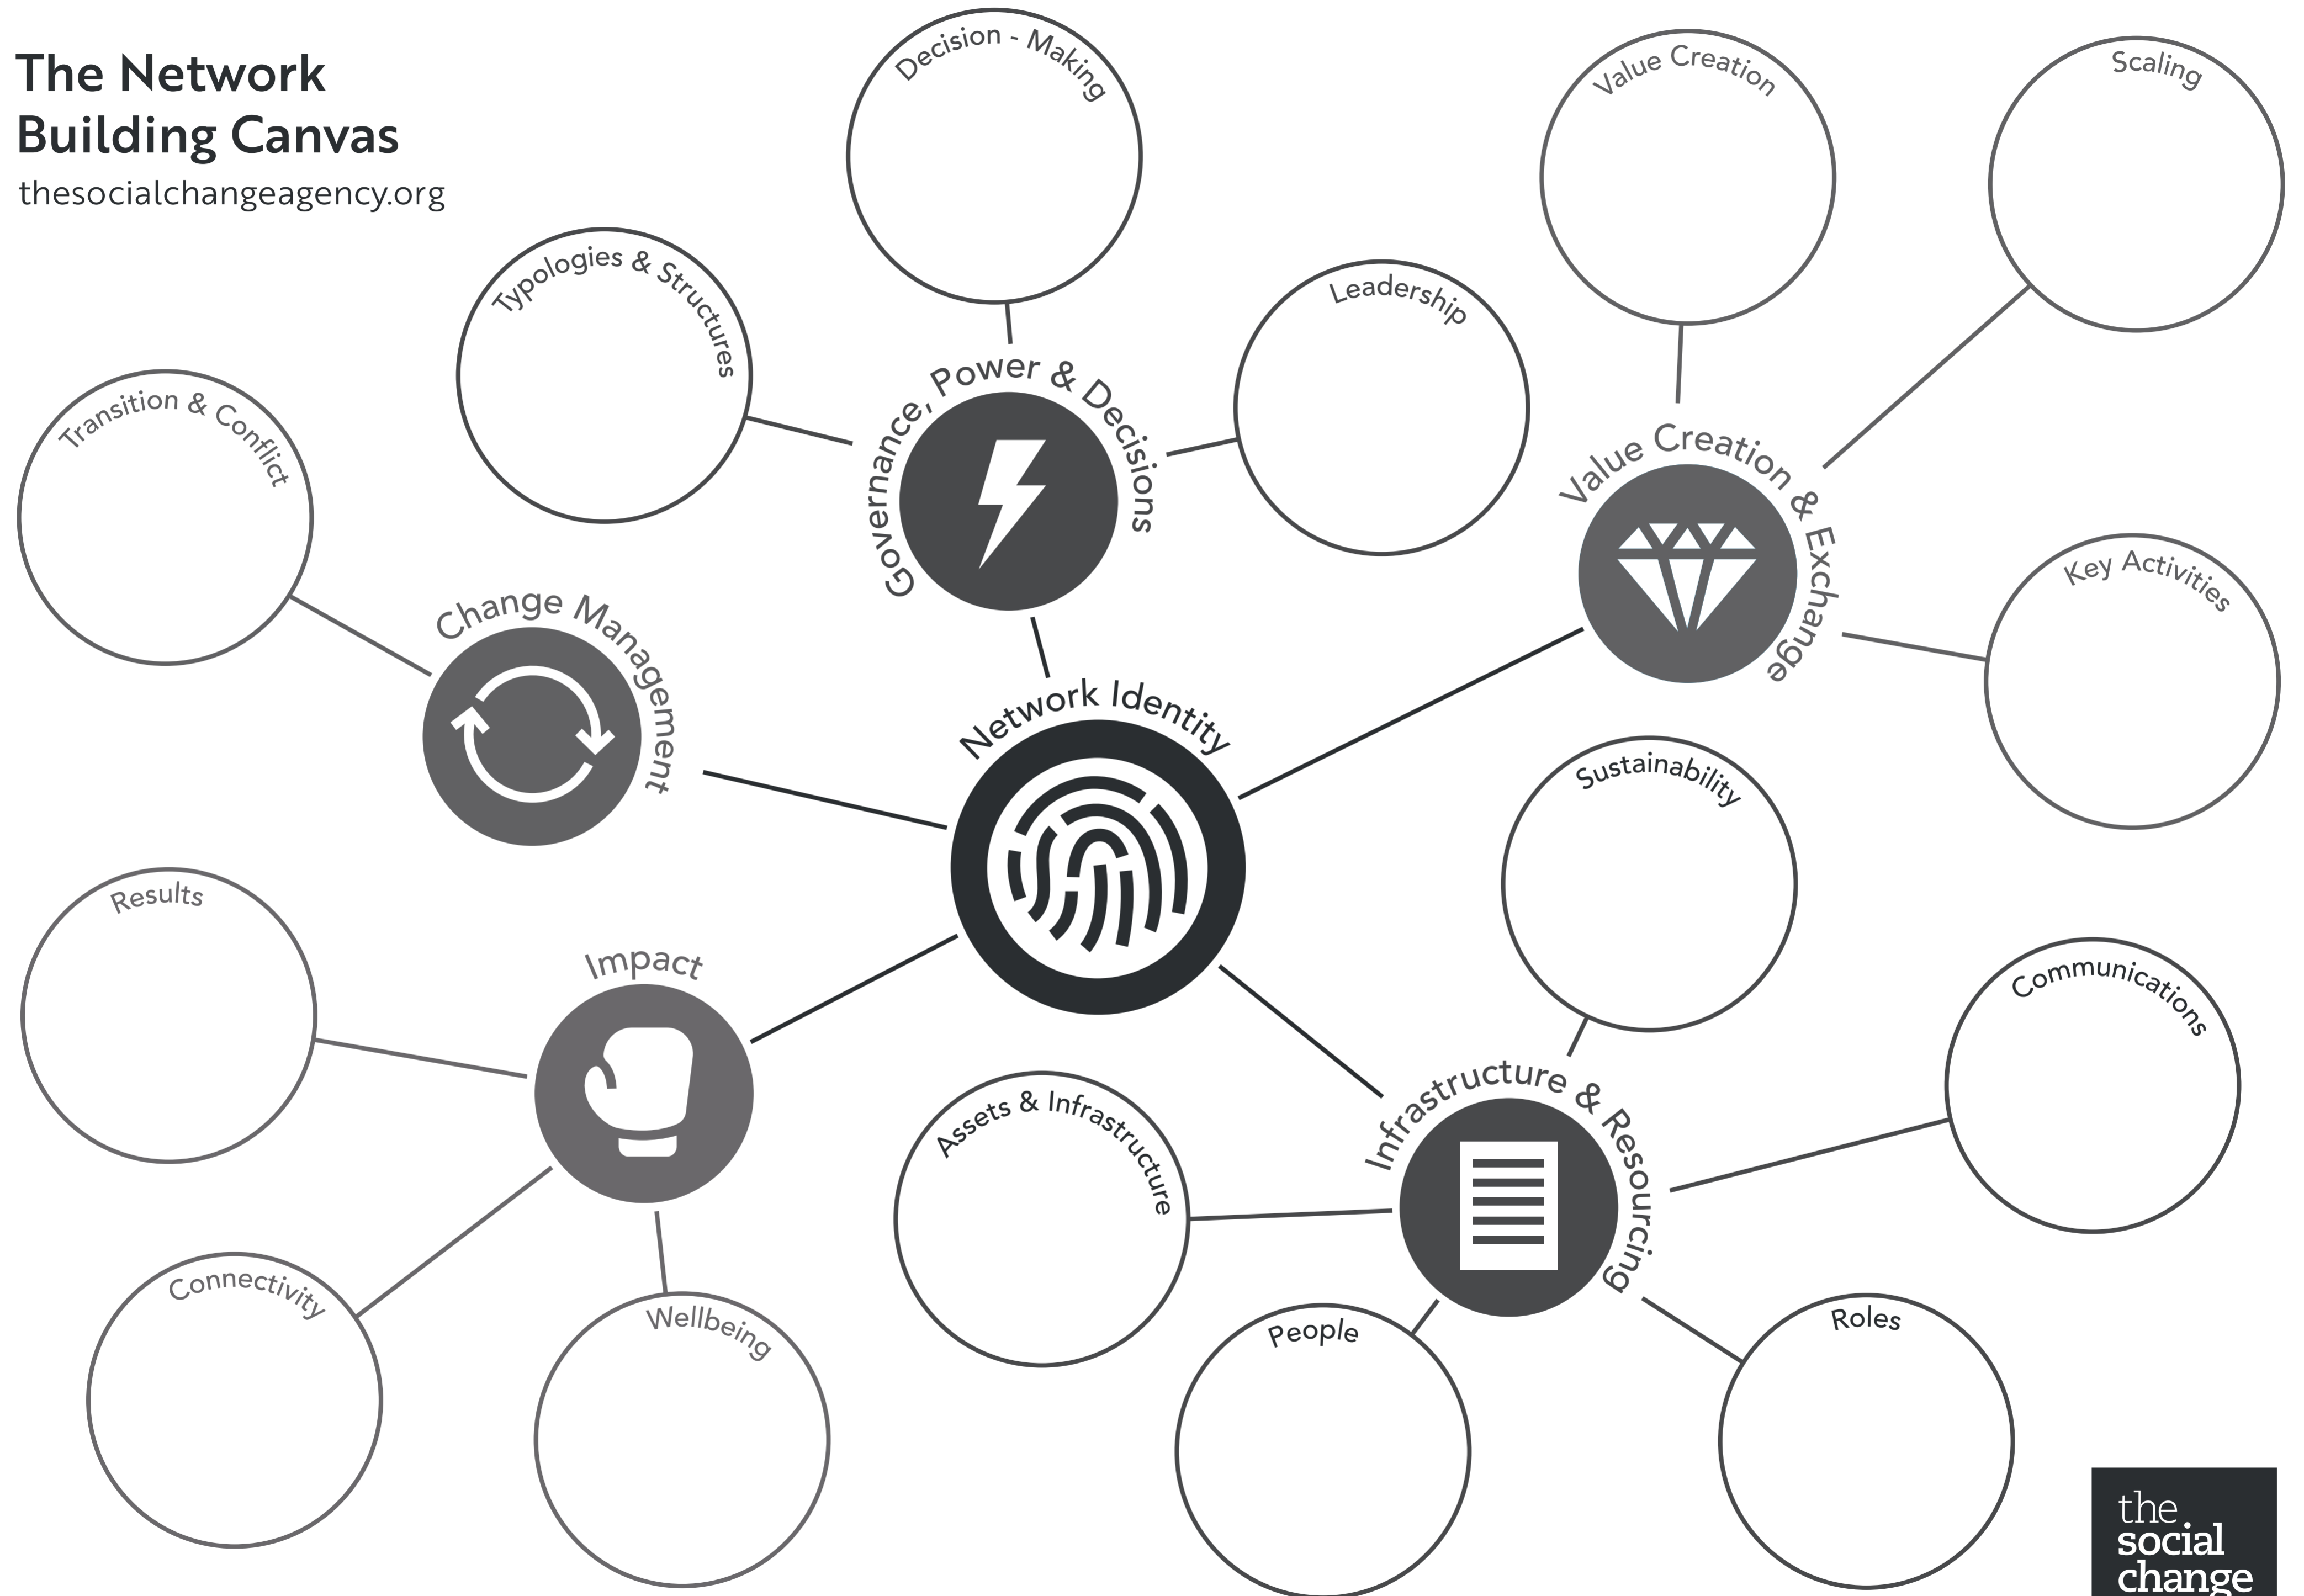 The Network
Building Canvas
thesocialchangeagency.org
Decision - Making
Value Creation
Scaling
Typologies & Structures
Leadership
Transition & Conflict
Governance, Power & Decisions
Value Creation & Exchange
Key Activities
Change Management
Network Identity
Sustainability
Results
Impact
Communications
Assets & Infrastructure
Infrastructure & Resourcing
Connectivity
Wellbeing
People
Roles
the
social
change